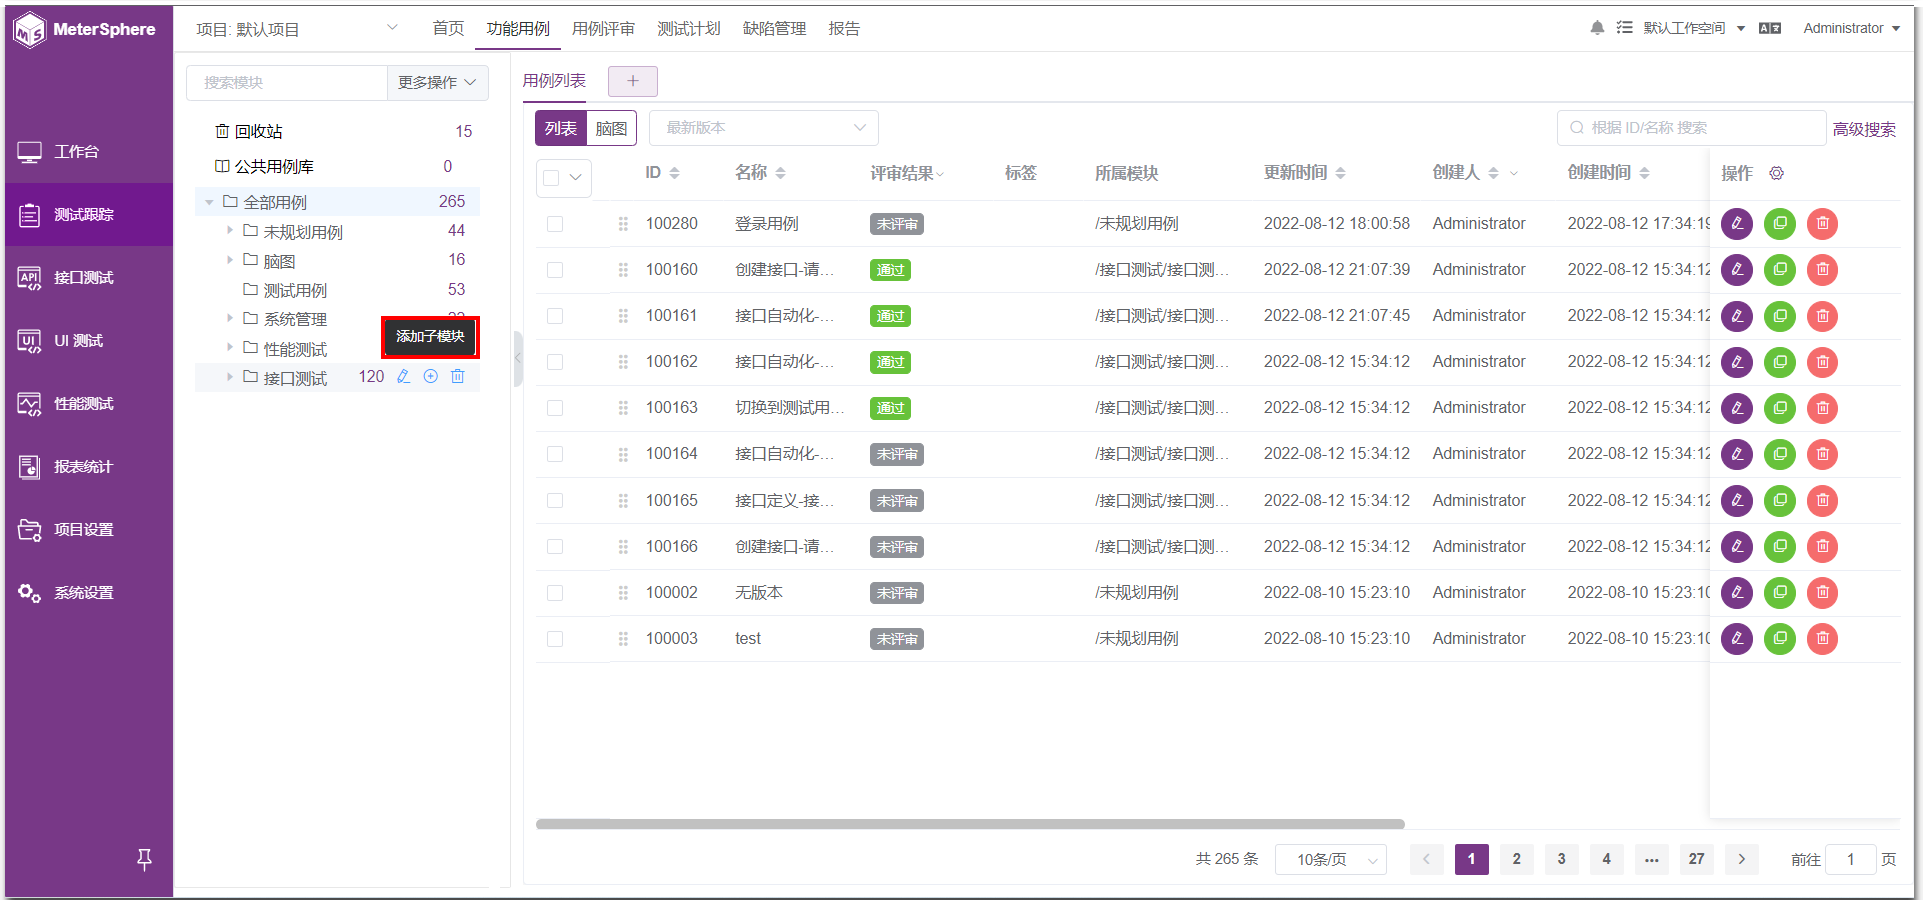 MeterSphere
项目: 默认项目
首页
功能用例
用例评审
测试计划
缺陷管理
报告
默认工作空间
Administrator
工作台
测试跟踪
接口测试
UI 测试
性能测试
报表统计
项目设置
系统设置
搜索模块
更多操作
回收站 15
公共用例库 0
全部用例 265
未规划用例 44
脑图 16
测试用例 53
系统管理
添加子模块
性能测试
接口测试 120
用例列表
+
列表
脑图
最新版本
根据 ID/名称 搜索
高级搜索
ID 名称 评审结果 标签 所属模块 更新时间 创建人 创建时间 操作
100280 登录用例 未评审 /未规划用例 2022-08-12 18:00:58 Administrator 2022-08-12 17:34:19
100160 创建接口-请... 通过 /接口测试/接口测... 2022-08-12 21:07:39 Administrator 2022-08-12 15:34:12
100161 接口自动化-... 通过 /接口测试/接口测... 2022-08-12 21:07:45 Administrator 2022-08-12 15:34:12
100162 接口自动化-... 通过 /接口测试/接口测... 2022-08-12 15:34:12 Administrator 2022-08-12 15:34:12
100163 切换到测试用... 通过 /接口测试/接口测... 2022-08-12 15:34:12 Administrator 2022-08-12 15:34:12
100164 接口自动化-... 未评审 /接口测试/接口测... 2022-08-12 15:34:12 Administrator 2022-08-12 15:34:12
100165 接口定义-接... 未评审 /接口测试/接口测... 2022-08-12 15:34:12 Administrator 2022-08-12 15:34:12
100166 创建接口-请... 未评审 /接口测试/接口测... 2022-08-12 15:34:12 Administrator 2022-08-12 15:34:12
100002 无版本 未评审 /未规划用例 2022-08-10 15:23:10 Administrator 2022-08-10 15:23:10
100003 test 未评审 /未规划用例 2022-08-10 15:23:10 Administrator 2022-08-10 15:23:10
共 265 条
10条/页
1 2 3 4 ... 27
前往 1 页